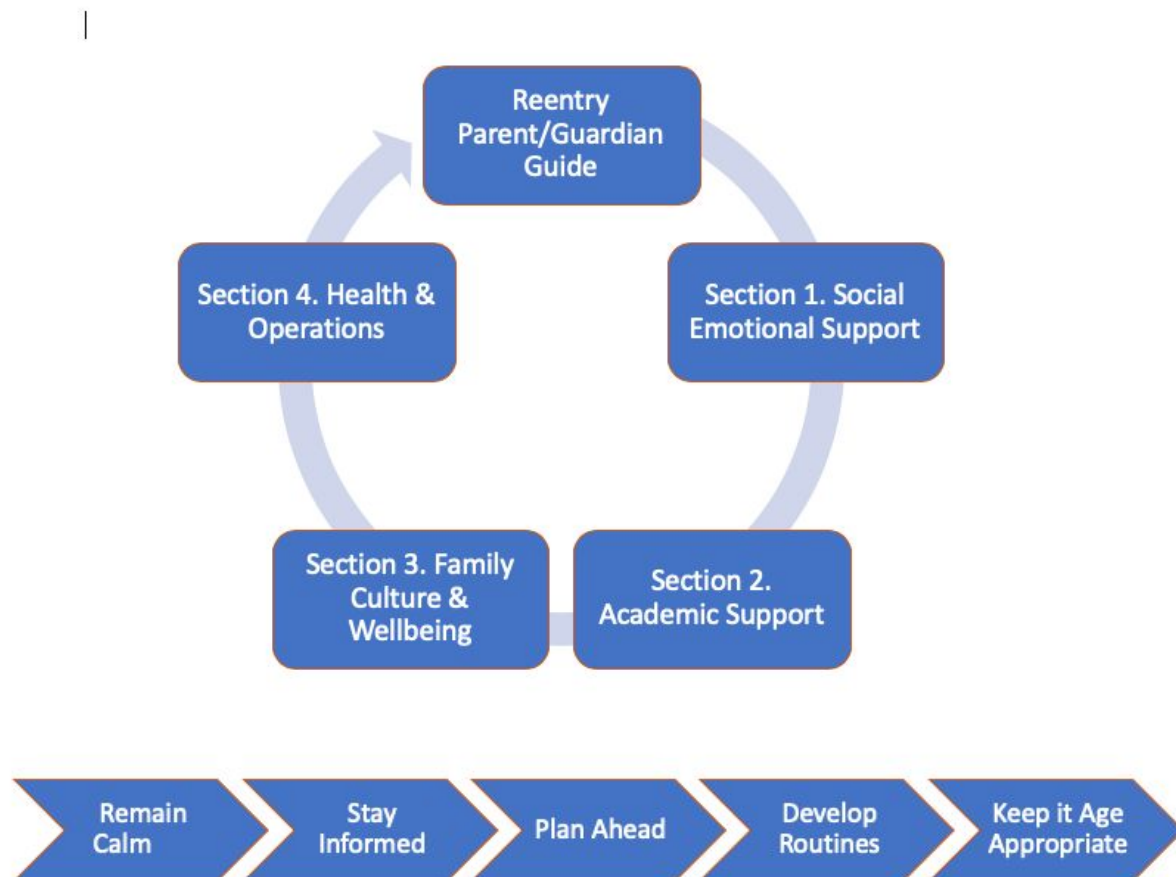 Reentry
Parent/Guardian
Guide
Section 1. Social
Emotional Support
Section 2.
Academic Support
Section 3. Family
Culture &
Wellbeing
Section 4. Health &
Operations
Remain
Calm
Stay
Informed
Plan Ahead
Develop
Routines
Keep it Age
Appropriate